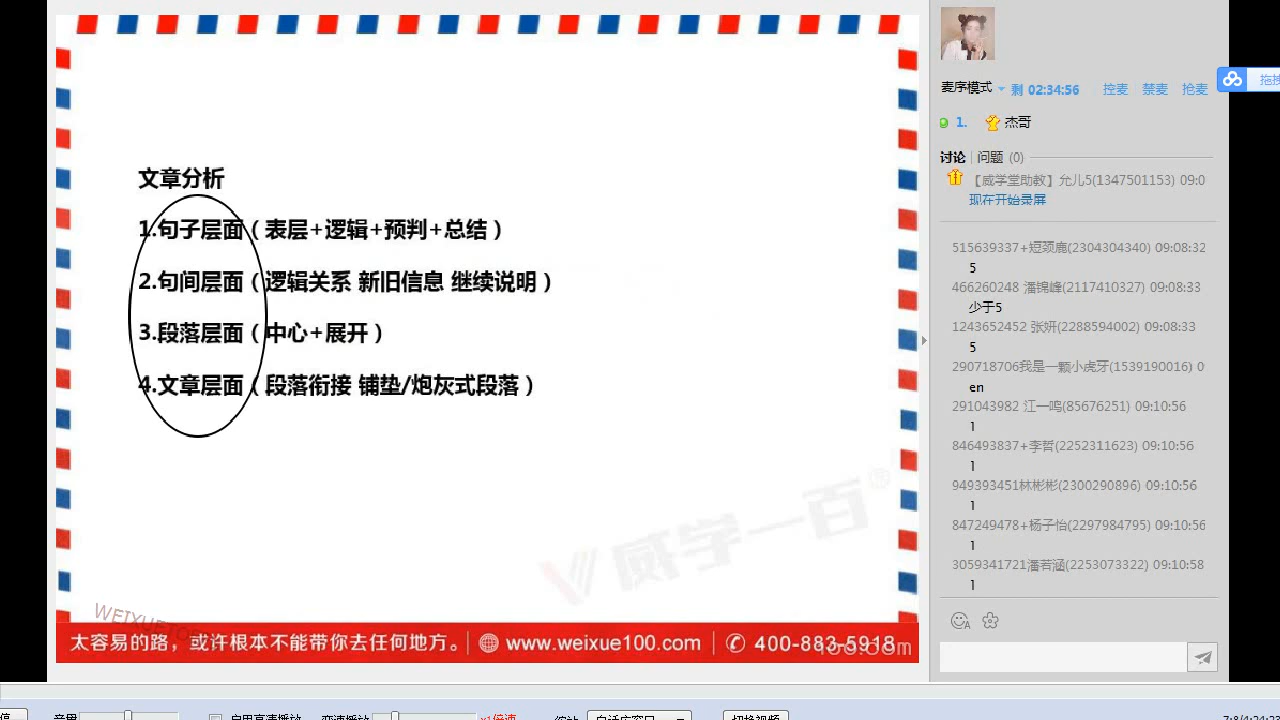 文章分析
1.句子层面（表层+逻辑+预判+总结）
2.句间层面（逻辑关系 新旧信息 继续说明）
3.段落层面（中心+展开）
4.文章层面（段落衔接 铺垫/炮灰式段落）
威学一百®
WEIXUETO
太容易的路，或许根本不能带你去任何地方。 www.weixue100.com 400-883-5918
麦序模式 剩 02:34:56 控麦 禁麦 抢麦
拖拽
1. 杰哥
讨论 问题 (0)
【威学堂助教】允儿5(1347501153) 09:0
现在开始录屏
515639337+短颈鹿(2304304340) 09:08:32
5
466260248 潘锦峰(2117410327) 09:08:33
少于5
1243652452 张妍(2288594002) 09:08:33
5
290718706我是一颗小虎牙(1539190016) 0
en
291043982 江一鸣(85676251) 09:10:56
1
846493837+李哲(2252311623) 09:10:56
1
949393451林彬彬(2300290896) 09:10:56
1
847249478+杨子怡(2297984795) 09:10:56
1
3059341721潘若涵(2253073322) 09:10:58
1